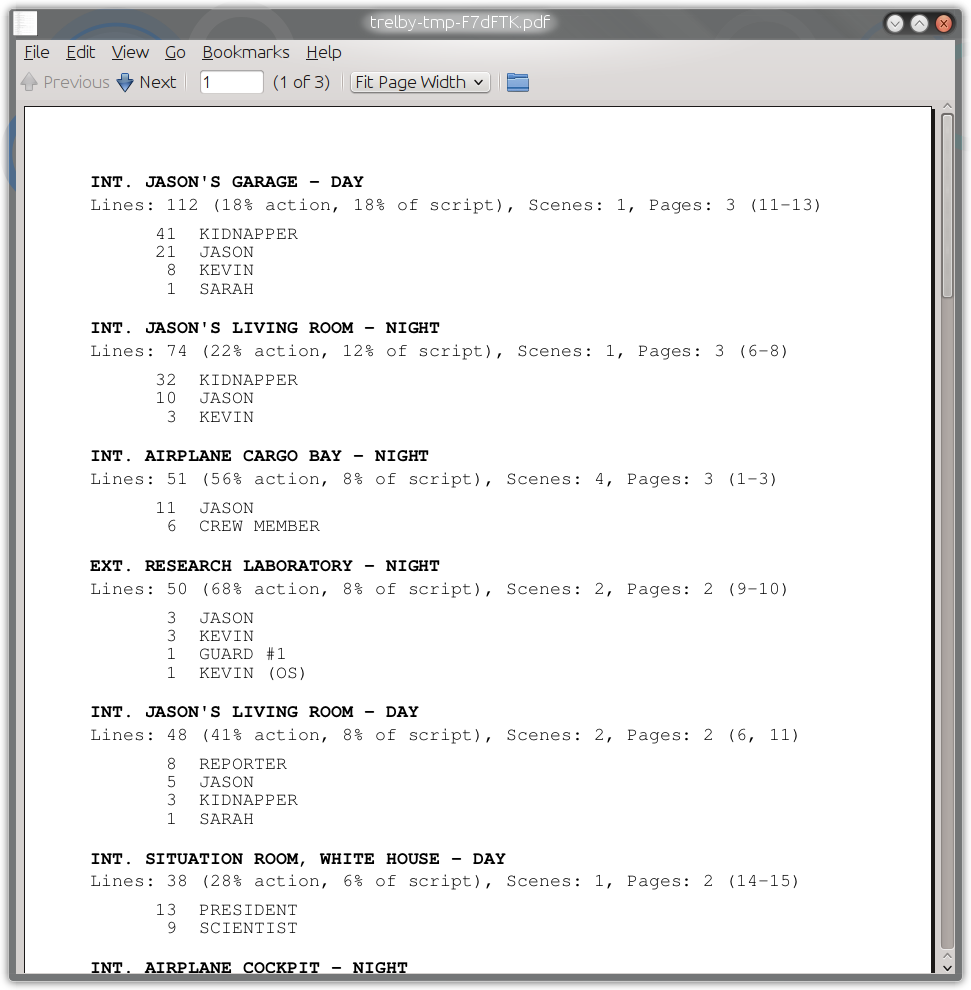 trelby-tmp-F7dFTK.pdf
File Edit View Go Bookmarks Help
Previous Next 1 (1 of 3) Fit Page Width
INT. JASON'S GARAGE - DAY
Lines: 112 (18% action, 18% of script), Scenes: 1, Pages: 3 (11-13)
41 KIDNAPPER
21 JASON
8 KEVIN
1 SARAH
INT. JASON'S LIVING ROOM - NIGHT
Lines: 74 (22% action, 12% of script), Scenes: 1, Pages: 3 (6-8)
32 KIDNAPPER
10 JASON
3 KEVIN
INT. AIRPLANE CARGO BAY - NIGHT
Lines: 51 (56% action, 8% of script), Scenes: 4, Pages: 3 (1-3)
11 JASON
6 CREW MEMBER
EXT. RESEARCH LABORATORY - NIGHT
Lines: 50 (68% action, 8% of script), Scenes: 2, Pages: 2 (9-10)
3 JASON
3 KEVIN
1 GUARD #1
1 KEVIN (OS)
INT. JASON'S LIVING ROOM - DAY
Lines: 48 (41% action, 8% of script), Scenes: 2, Pages: 2 (6, 11)
8 REPORTER
5 JASON
3 KIDNAPPER
1 SARAH
INT. SITUATION ROOM, WHITE HOUSE - DAY
Lines: 38 (28% action, 6% of script), Scenes: 1, Pages: 2 (14-15)
13 PRESIDENT
9 SCIENTIST
INT. AIRPLANE COCKPIT - NIGHT